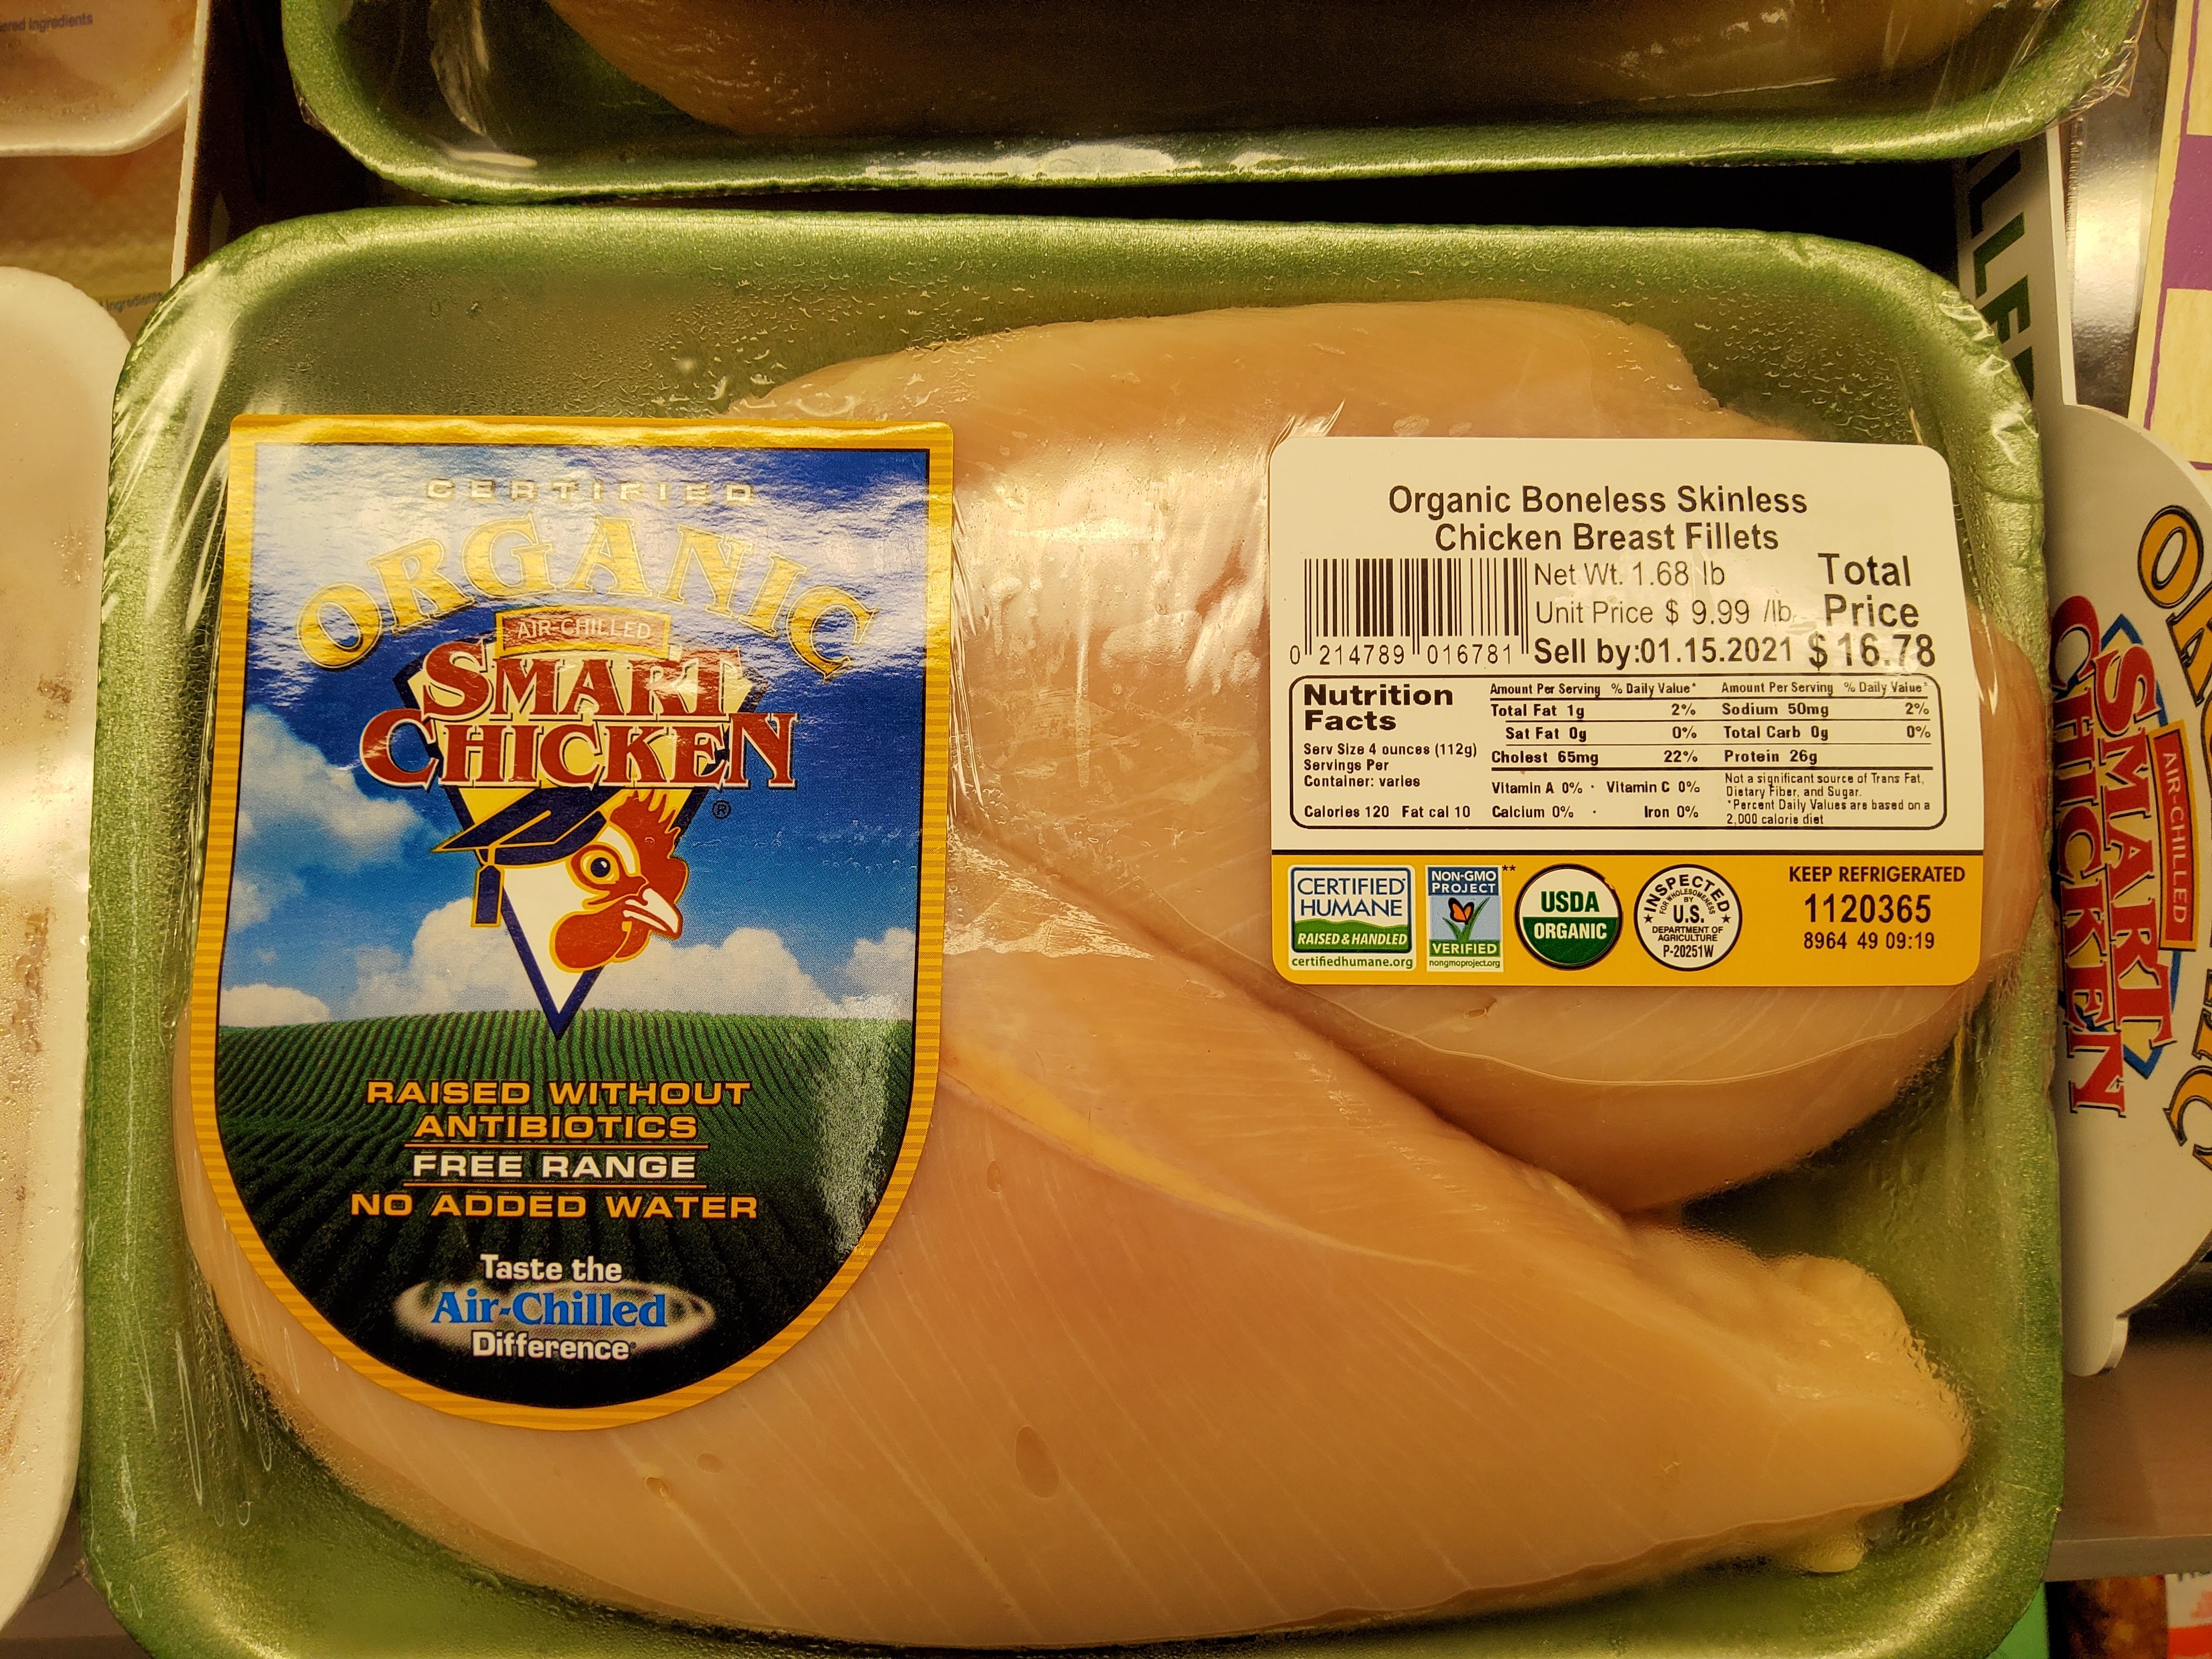 ered Ingredients
Ingredients
CERTIFIED
ORGANIC
AIR-CHILLED
SMART
CHICKEN
®
RAISED WITHOUT
ANTIBIOTICS
FREE RANGE
NO ADDED WATER
Taste the
Air-Chilled
Difference
Organic Boneless Skinless
Chicken Breast Fillets
Net Wt. 1.68 lb
Unit Price $ 9.99 /lb
Sell by:01.15.2021
Total
Price
$16.78
0 214789 016781
Nutrition
Facts
Serv Size 4 ounces (112g)
Servings Per
Container: varies
Calories 120 Fat cal 10
Amount Per Serving % Daily Value*
Total Fat 1g 2%
Sat Fat 0g 0%
Cholest 65mg 22%
Vitamin A 0% · Vitamin C 0%
Calcium 0% · Iron 0%
Amount Per Serving % Daily Value*
Sodium 50mg 2%
Total Carb 0g 0%
Protein 26g
Not a significant source of Trans Fat,
Dietary Fiber, and Sugar.
*Percent Daily Values are based on a
2,000 calorie diet
CERTIFIED
HUMANE
RAISED & HANDLED
certifiedhumane.org
NON-GMO
PROJECT
VERIFIED
nongmoproject.org
**
USDA
ORGANIC
INSPECTED
FOR WHOLESOMENESS
BY
U.S.
DEPARTMENT OF
AGRICULTURE
P-20251W
KEEP REFRIGERATED
1120365
8964 49 09:19
AIR-CHILLED
SMART
CHICKEN